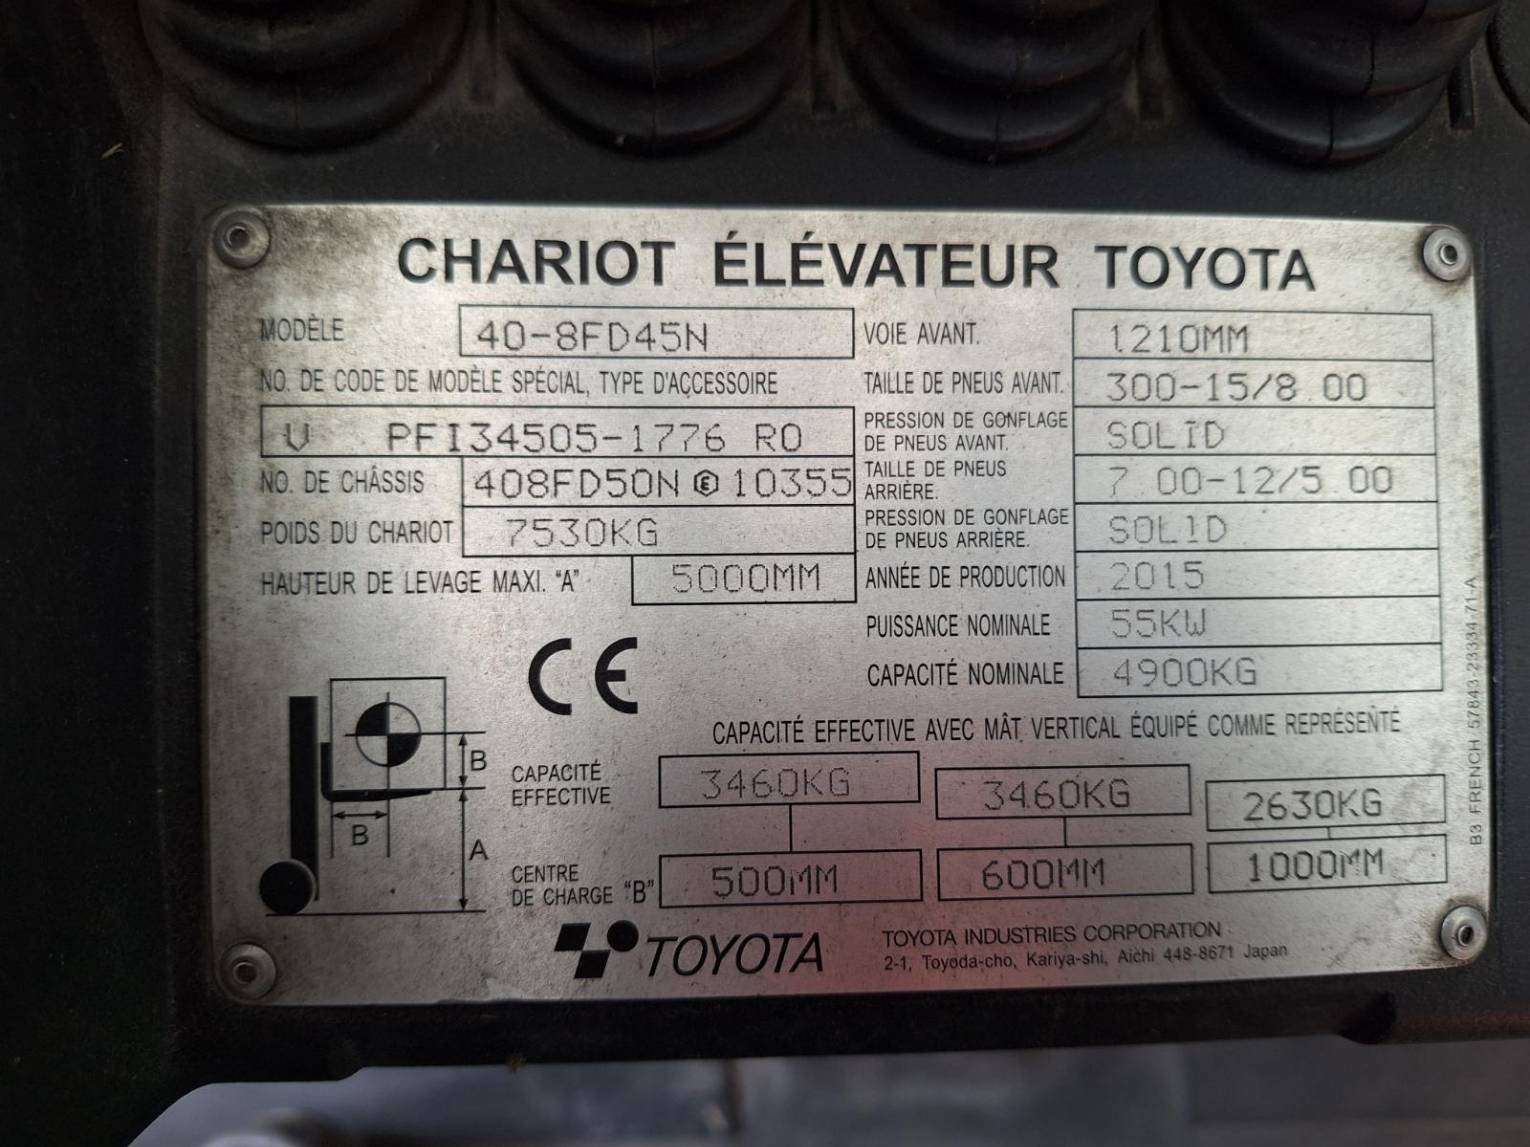 CHARIOT ÉLÉVATEUR TOYOTA
MODÈLE 40-8FD45N
NO. DE CODE DE MODÈLE SPÉCIAL, TYPE D'ACCESSOIRE
V PFI34505-1776 RO
NO. DE CHÂSSIS 408FD50N E 10355
POIDS DU CHARIOT 7530KG
HAUTEUR DE LEVAGE MAXI. "A" 5000MM
VOIE AVANT. 1210MM
TAILLE DE PNEUS AVANT. 300-15/8.00
PRESSION DE GONFLAGE
DE PNEUS AVANT. SOLID
TAILLE DE PNEUS
ARRIÈRE. 7.00-12/5.00
PRESSION DE GONFLAGE
DE PNEUS ARRIÈRE. SOLID
ANNÉE DE PRODUCTION 2015
PUISSANCE NOMINALE 55KW
CAPACITÉ NOMINALE 4900KG
CE
CAPACITÉ EFFECTIVE AVEC MÂT VERTICAL ÉQUIPÉ COMME REPRÉSENTÉ
B
B
A
CAPACITÉ
EFFECTIVE 3460KG 3460KG 2630KG
CENTRE
DE CHARGE "B" 500MM 600MM 1000MM
TOYOTA
TOYOTA INDUSTRIES CORPORATION
2-1, Toyoda-cho, Kariya-shi, Aichi 448-8671 Japan
B3 FRENCH 57843-23334-71-A